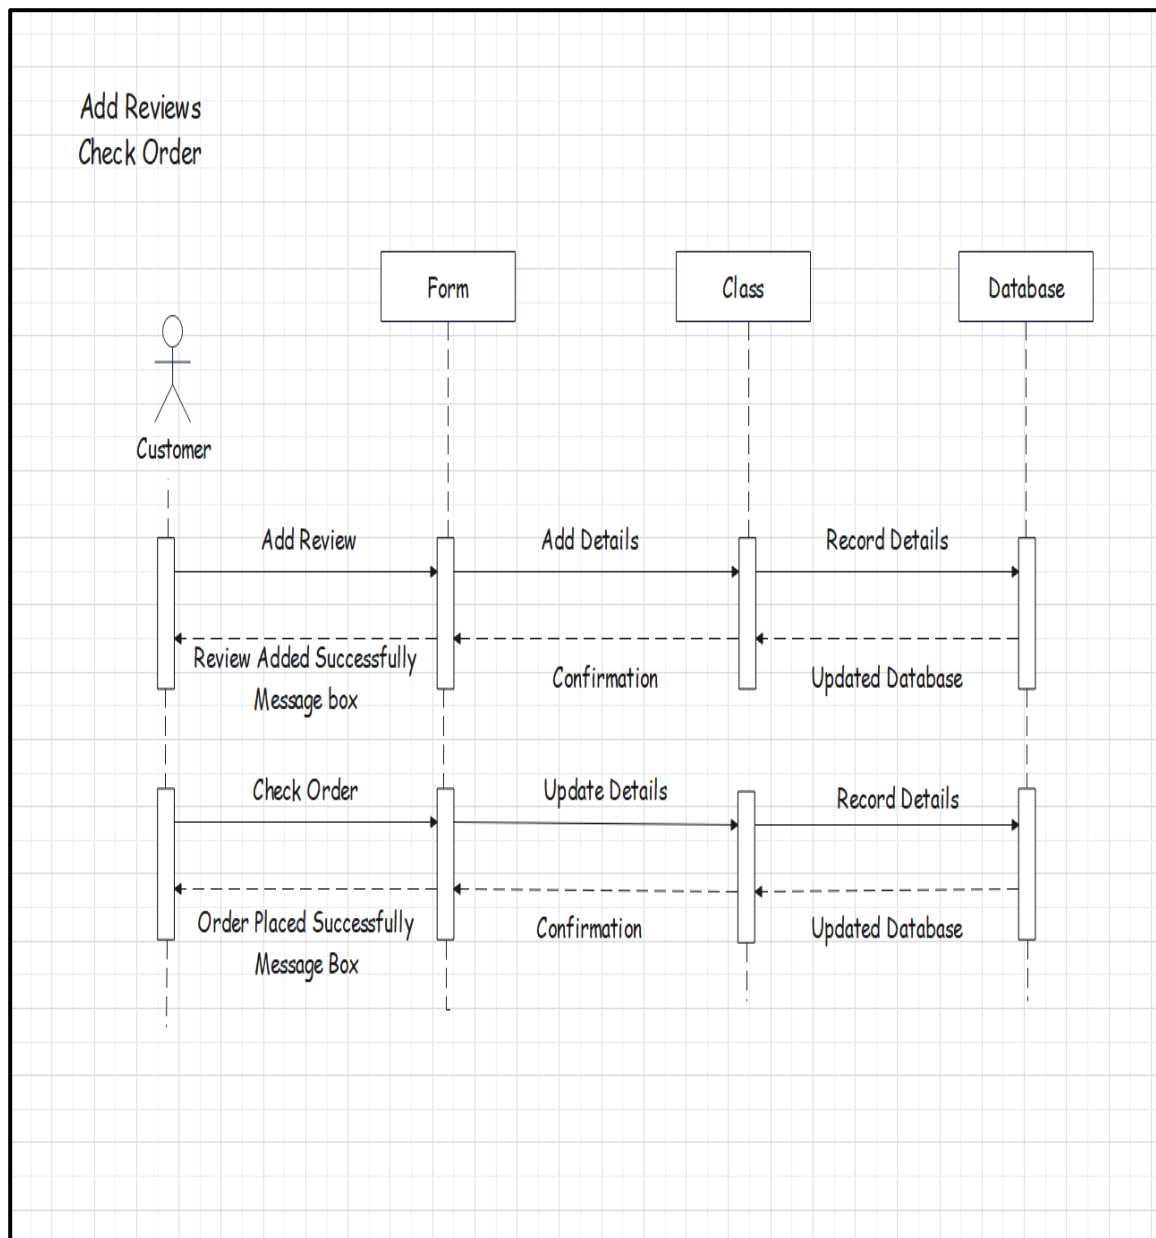 Add Reviews
Check Order
Form
Class
Database
Customer
Add Review
Add Details
Record Details
Review Added Successfully
Message box
Confirmation
Updated Database
Check Order
Update Details
Record Details
Order Placed Successfully
Message Box
Confirmation
Updated Database